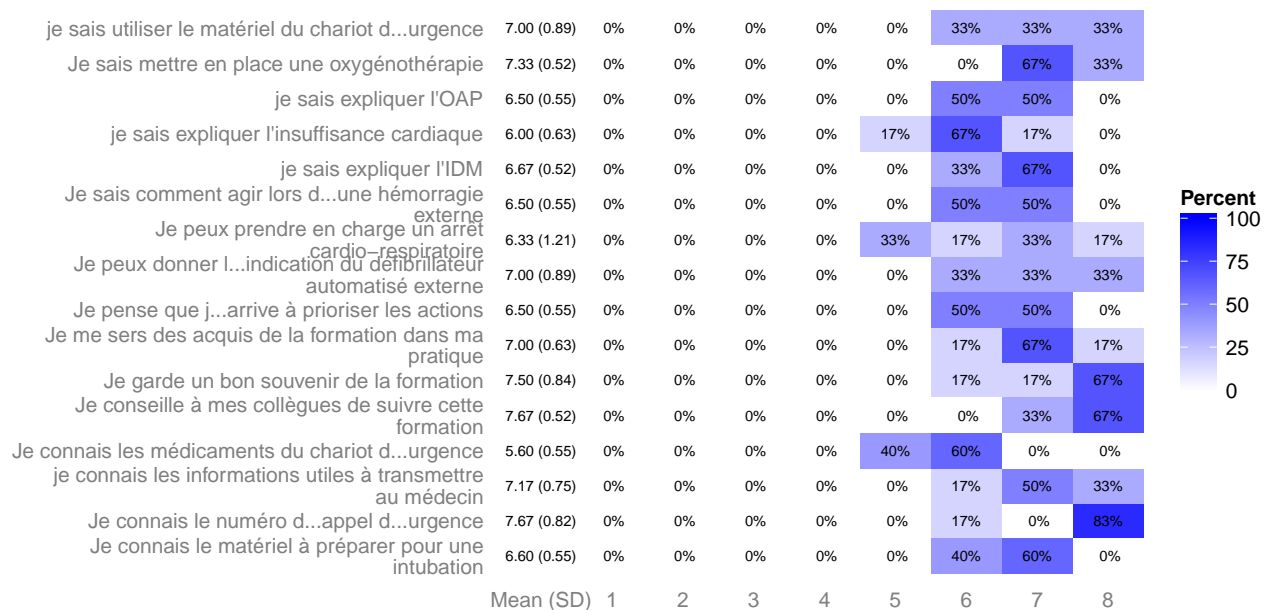 je sais utiliser le matériel du chariot d...urgence 7.00 (0.89) 0% 0% 0% 0% 0% 33% 33% 33%
Je sais mettre en place une oxygénothérapie 7.33 (0.52) 0% 0% 0% 0% 0% 0% 67% 33%
je sais expliquer l'OAP 6.50 (0.55) 0% 0% 0% 0% 0% 50% 50% 0%
je sais expliquer l'insuffisance cardiaque 6.00 (0.63) 0% 0% 0% 0% 17% 67% 17% 0%
je sais expliquer l'IDM 6.67 (0.52) 0% 0% 0% 0% 0% 33% 67% 0%
Je sais comment agir lors d...une hémorragie
externe 6.50 (0.55) 0% 0% 0% 0% 0% 50% 50% 0%
Je peux prendre en charge un arrêt
cardio−respiratoire 6.33 (1.21) 0% 0% 0% 0% 33% 17% 33% 17%
Je peux donner l...indication du défibrillateur
automatisé externe 7.00 (0.89) 0% 0% 0% 0% 0% 33% 33% 33%
Je pense que j...arrive à prioriser les actions 6.50 (0.55) 0% 0% 0% 0% 0% 50% 50% 0%
Je me sers des acquis de la formation dans ma
pratique 7.00 (0.63) 0% 0% 0% 0% 0% 17% 67% 17%
Je garde un bon souvenir de la formation 7.50 (0.84) 0% 0% 0% 0% 0% 17% 17% 67%
Je conseille à mes collègues de suivre cette
formation 7.67 (0.52) 0% 0% 0% 0% 0% 0% 33% 67%
Je connais les médicaments du chariot d...urgence 5.60 (0.55) 0% 0% 0% 0% 40% 60% 0% 0%
je connais les informations utiles à transmettre
au médecin 7.17 (0.75) 0% 0% 0% 0% 0% 17% 50% 33%
Je connais le numéro d...appel d...urgence 7.67 (0.82) 0% 0% 0% 0% 0% 17% 0% 83%
Je connais le matériel à préparer pour une
intubation 6.60 (0.55) 0% 0% 0% 0% 0% 40% 60% 0%
Mean (SD) 1 2 3 4 5 6 7 8
Percent
100
75
50
25
0